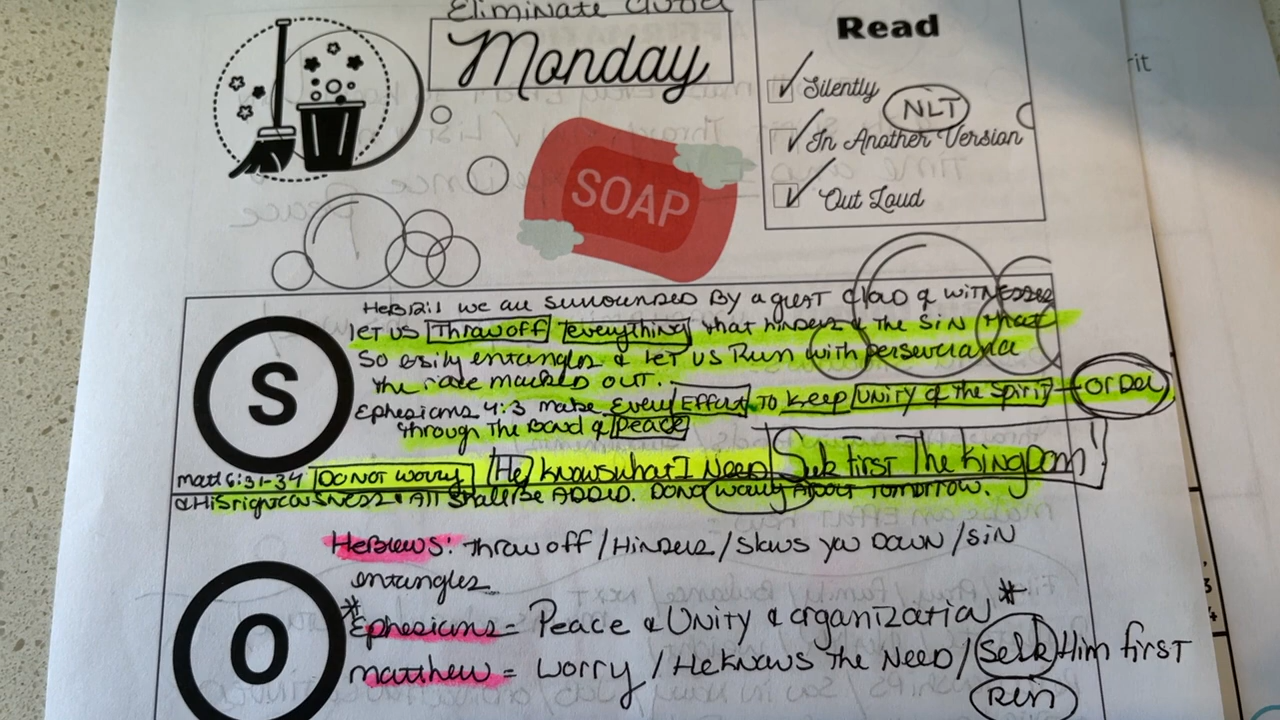 Eliminate
Monday
Read
Silently
NLT
In Another Version
Out Loud
SOAP
rit
S
Heb 12:1 we are surrounded By a great cloud of witnesses
let us Throw off everything that hinders & the sin that
So easily entangles & let us Run with perseverance
the race marked out.
Ephesians 4:3 make Every Effort to keep Unity of the Spirit - order
through the Bond of peace
matt 6:31-34 DO NOT worry (He) knows what I Need Seek First The Kingdom!
& His righteousness & All shall be ADDED. DONOT worry About TOMORROW.
O
Hebrews: throw off / Hinders / slows you Down / sin
entangles
* Ephesians = Peace & Unity & organization *
matthew = worry / He knows the Need / Seek Him first
Run